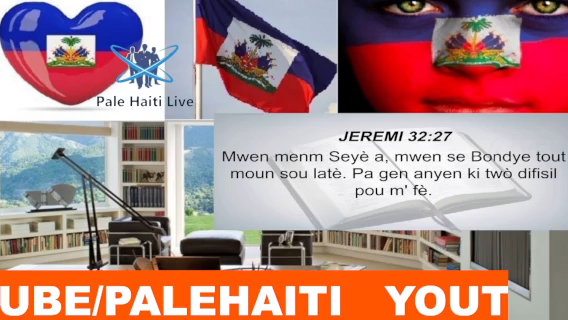 Pale Haiti Live
JEREMI 32:27
Mwen menm Seyè a, mwen se Bondye tout
moun sou latè. Pa gen anyen ki twò difisil
pou m' fè.
UBE/PALEHAITI YOUT